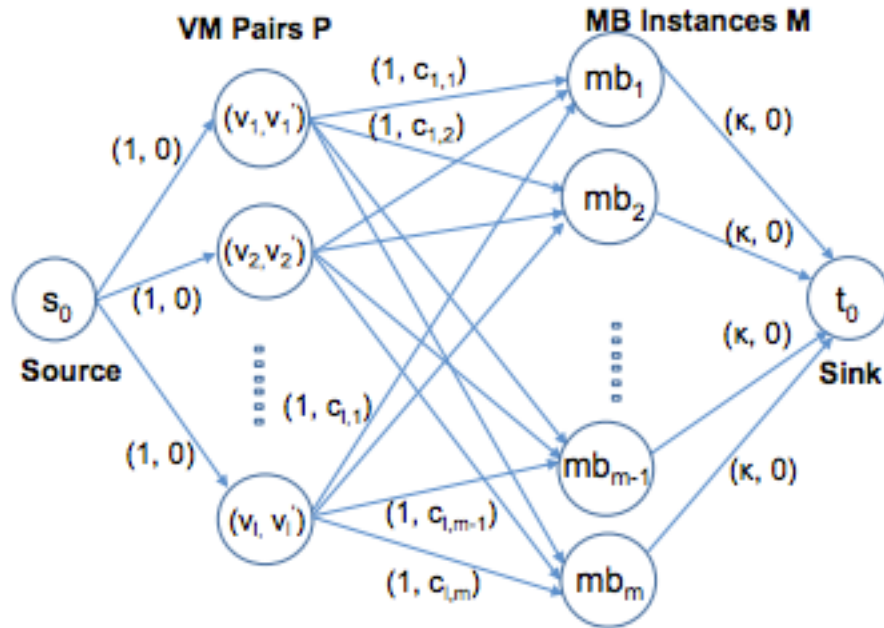 VM Pairs P
MB Instances M
(1, c1,1)
mb1
(v1,v1')
(κ, 0)
(1, c1,2)
(1, 0)
mb2
(v2,v2')
(κ, 0)
s0
(1, 0)
t0
Source
(κ, 0)
Sink
(1, cl,1)
(1, 0)
mbm-1
(κ, 0)
(vl, vl')
(1, cl,m-1)
(1, cl,m)
mbm